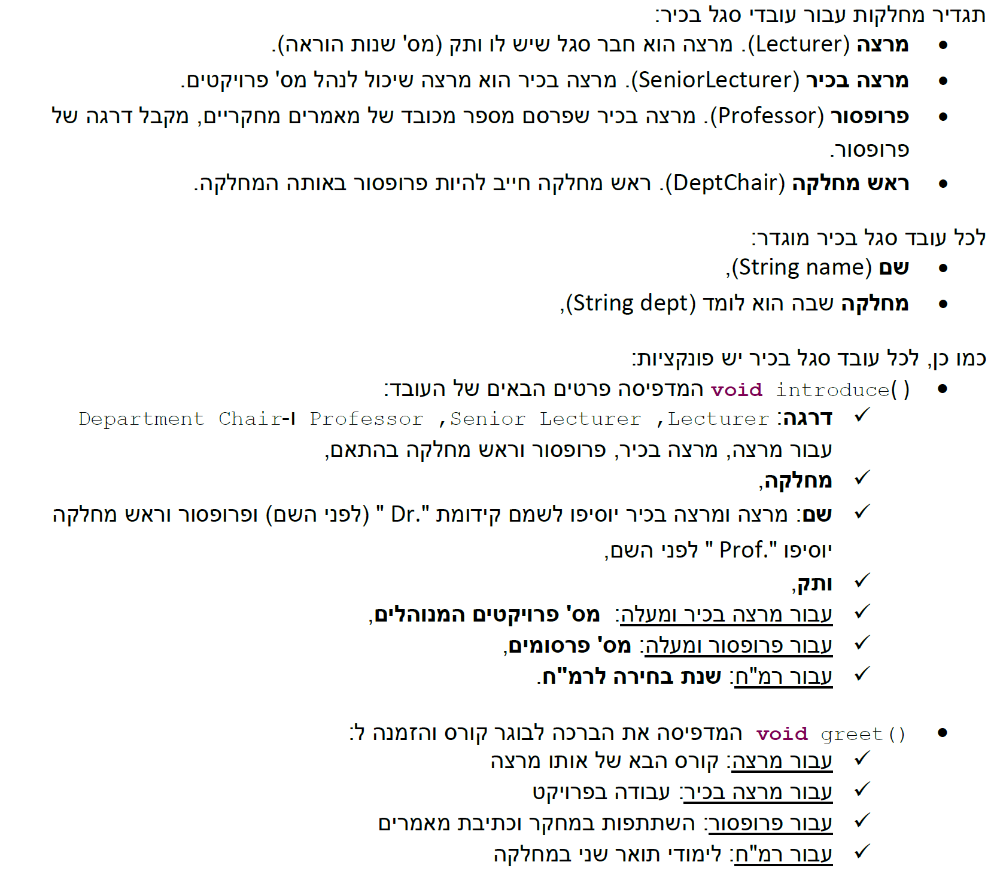 תגדיר מחלקות עבור עובדי סגל בכיר:
• מרצה (Lecturer). מרצה הוא חבר סגל שיש לו ותק (מס' שנות הוראה).
• מרצה בכיר (SeniorLecturer). מרצה בכיר הוא מרצה שיכול לנהל מס' פרויקטים.
• פרופסור (Professor). מרצה בכיר שפרסם מספר מכובד של מאמרים מחקריים, מקבל דרגה של
פרופסור.
• ראש מחלקה (DeptChair). ראש מחלקה חייב להיות פרופסור באותה המחלקה.
לכל עובד סגל בכיר מוגדר:
• שם (String name),
• מחלקה שבה הוא לומד (String dept),
כמו כן, לכל עובד סגל בכיר יש פונקציות:
• void introduce() המדפיסה פרטים הבאים של העובד:
✓ דרגה: Lecturer, Senior Lecturer, Professor ו-Department Chair
עבור מרצה, מרצה בכיר, פרופסור וראש מחלקה בהתאם,
✓ מחלקה,
✓ שם: מרצה ומרצה בכיר יוסיפו לשמם קידומת "Dr. " (לפני השם) ופרופסור וראש מחלקה
יוסיפו "Prof. " לפני השם,
✓ ותק,
✓ עבור מרצה בכיר ומעלה: מס' פרויקטים המנוהלים,
✓ עבור פרופסור ומעלה: מס' פרסומים,
✓ עבור רמ"ח: שנת בחירה לרמ"ח.
• void greet() המדפיסה את הברכה לבוגר קורס והזמנה ל:
✓ עבור מרצה: קורס הבא של אותו מרצה
✓ עבור מרצה בכיר: עבודה בפרויקט
✓ עבור פרופסור: השתתפות במחקר וכתיבת מאמרים
✓ עבור רמ"ח: לימודי תואר שני במחלקה